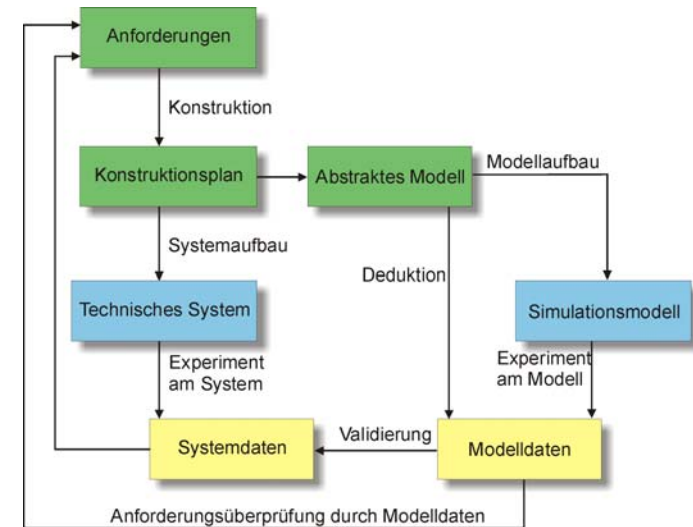 Anforderungen
Konstruktion
Konstruktionsplan
Abstraktes Modell
Modellaufbau
Systemaufbau
Deduktion
Technisches System
Simulationsmodell
Experiment
am System
Experiment
am Modell
Systemdaten
Validierung
Modelldaten
Anforderungsüberprüfung durch Modelldaten